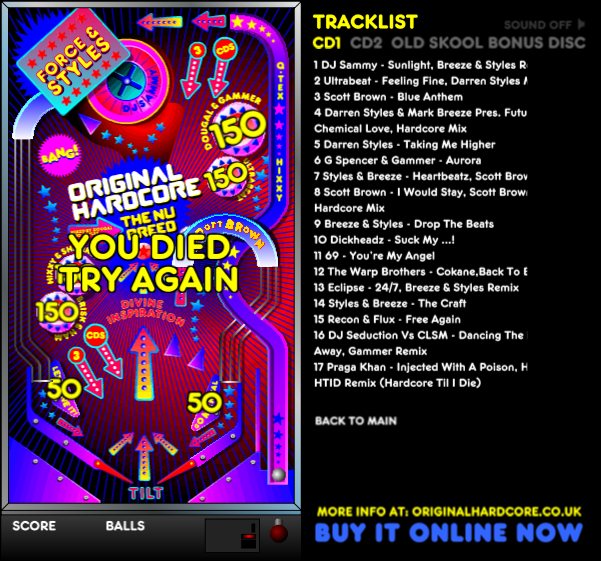 FORCE &
STYLES
DJ SAMMY
3
CDS
Q-TEX
HIXXY
DOUGAL & GAMMER
150
150
BANG!
ORIGINAL
HARDCORE
THE NU
BREED
SCOTT BROWN
YOU DIED
TRY AGAIN
DIVINE
INSPIRATION
150
3
CDS
50
50
TILT
SCORE
BALLS
TRACKLIST
SOUND OFF
CD1 CD2 OLD SKOOL BONUS DISC
1 DJ Sammy - Sunlight, Breeze & Styles Re
2 Ultrabeat - Feeling Fine, Darren Styles
3 Scott Brown - Blue Anthem
4 Darren Styles & Mark Breeze Pres. Futu
Chemical Love, Hardcore Mix
5 Darren Styles - Taking Me Higher
6 G Spencer & Gammer - Aurora
7 Styles & Breeze - Heartbeatz, Scott Brow
8 Scott Brown - I Would Stay, Scott Brow
Hardcore Mix
9 Breeze & Styles - Drop The Beats
10 Dickheadz - Suck My ...!
11 69 - You're My Angel
12 The Warp Brothers - Cokane,Back To
13 Eclipse - 24/7, Breeze & Styles Remix
14 Styles & Breeze - The Craft
15 Recon & Flux - Free Again
16 DJ Seduction Vs CLSM - Dancing The
Away, Gammer Remix
17 Praga Khan - Injected With A Poison, H
HTID Remix (Hardcore Til I Die)
BACK TO MAIN
MORE INFO AT: ORIGINALHARDCORE.CO.UK
BUY IT ONLINE NOW